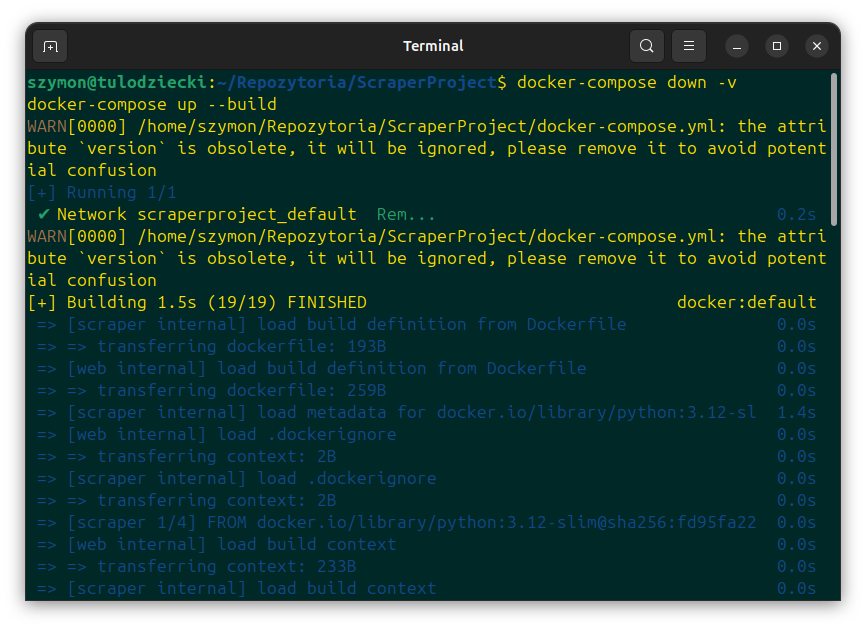 Terminal
szymon@tulodziecki:~/Repozytoria/ScraperProject$ docker-compose down -v
docker-compose up --build
WARN[0000] /home/szymon/Repozytoria/ScraperProject/docker-compose.yml: the attri
bute `version` is obsolete, it will be ignored, please remove it to avoid potent
ial confusion
[+] Running 1/1
✔ Network scraperproject_default  Rem... 0.2s
WARN[0000] /home/szymon/Repozytoria/ScraperProject/docker-compose.yml: the attri
bute `version` is obsolete, it will be ignored, please remove it to avoid potent
ial confusion
[+] Building 1.5s (19/19) FINISHED docker:default
=> [scraper internal] load build definition from Dockerfile 0.0s
=> => transferring dockerfile: 193B 0.0s
=> [web internal] load build definition from Dockerfile 0.0s
=> => transferring dockerfile: 259B 0.0s
=> [scraper internal] load metadata for docker.io/library/python:3.12-sl 1.4s
=> [web internal] load .dockerignore 0.0s
=> => transferring context: 2B 0.0s
=> [scraper internal] load .dockerignore 0.0s
=> => transferring context: 2B 0.0s
=> [scraper 1/4] FROM docker.io/library/python:3.12-slim@sha256:fd95fa22 0.0s
=> [web internal] load build context 0.0s
=> => transferring context: 233B 0.0s
=> [scraper internal] load build context 0.0s